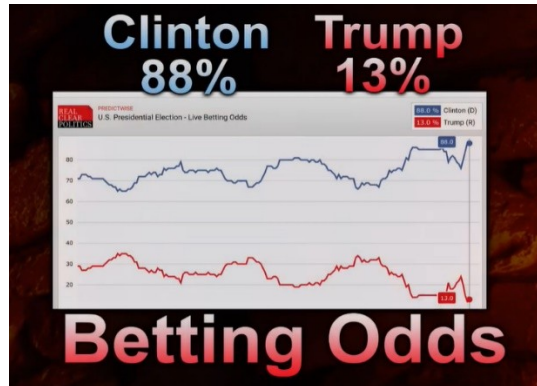 Clinton Trump
88% 13%
REAL
CLEAR
POLITICS
PREDICTWISE
U.S. Presidential Election - Live Betting Odds
88.0 % Clinton (D)
13.0 % Trump (R)
88.0
80
70
60
50
40
30
20
13.0
Betting Odds